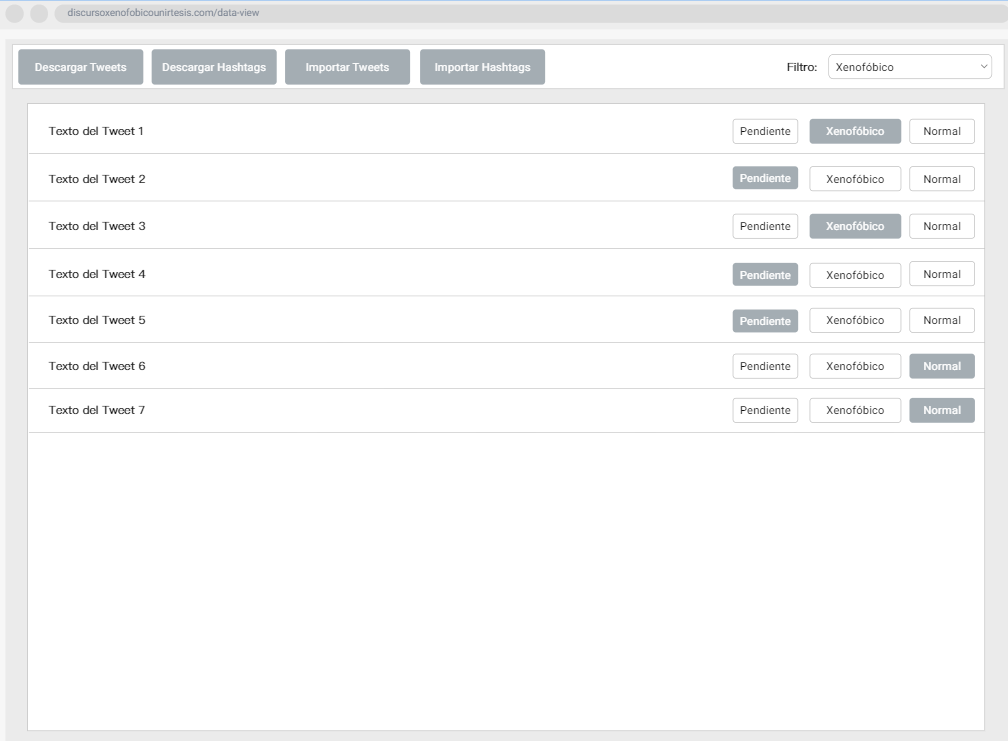 discursoxenofobicounirtesis.com/data-view
Descargar Tweets Descargar Hashtags Importar Tweets Importar Hashtags Filtro: Xenofóbico
Texto del Tweet 1 Pendiente Xenofóbico Normal
Texto del Tweet 2 Pendiente Xenofóbico Normal
Texto del Tweet 3 Pendiente Xenofóbico Normal
Texto del Tweet 4 Pendiente Xenofóbico Normal
Texto del Tweet 5 Pendiente Xenofóbico Normal
Texto del Tweet 6 Pendiente Xenofóbico Normal
Texto del Tweet 7 Pendiente Xenofóbico Normal